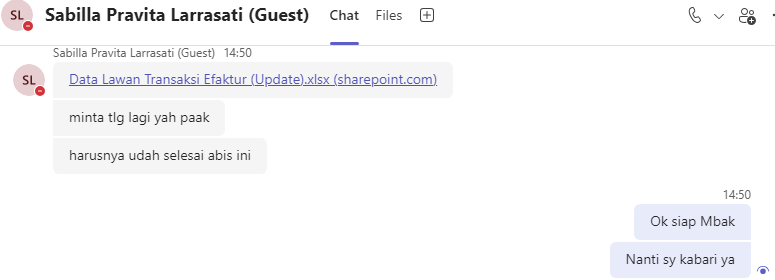 SL
Sabilla Pravita Larrasati (Guest)
Chat
Files
Sabilla Pravita Larrasati (Guest) 14:50
SL
Data Lawan Transaksi Efaktur (Update).xlsx (sharepoint.com)
minta tlg lagi yah paak
harusnya udah selesai abis ini
14:50
Ok siap Mbak
Nanti sy kabari ya